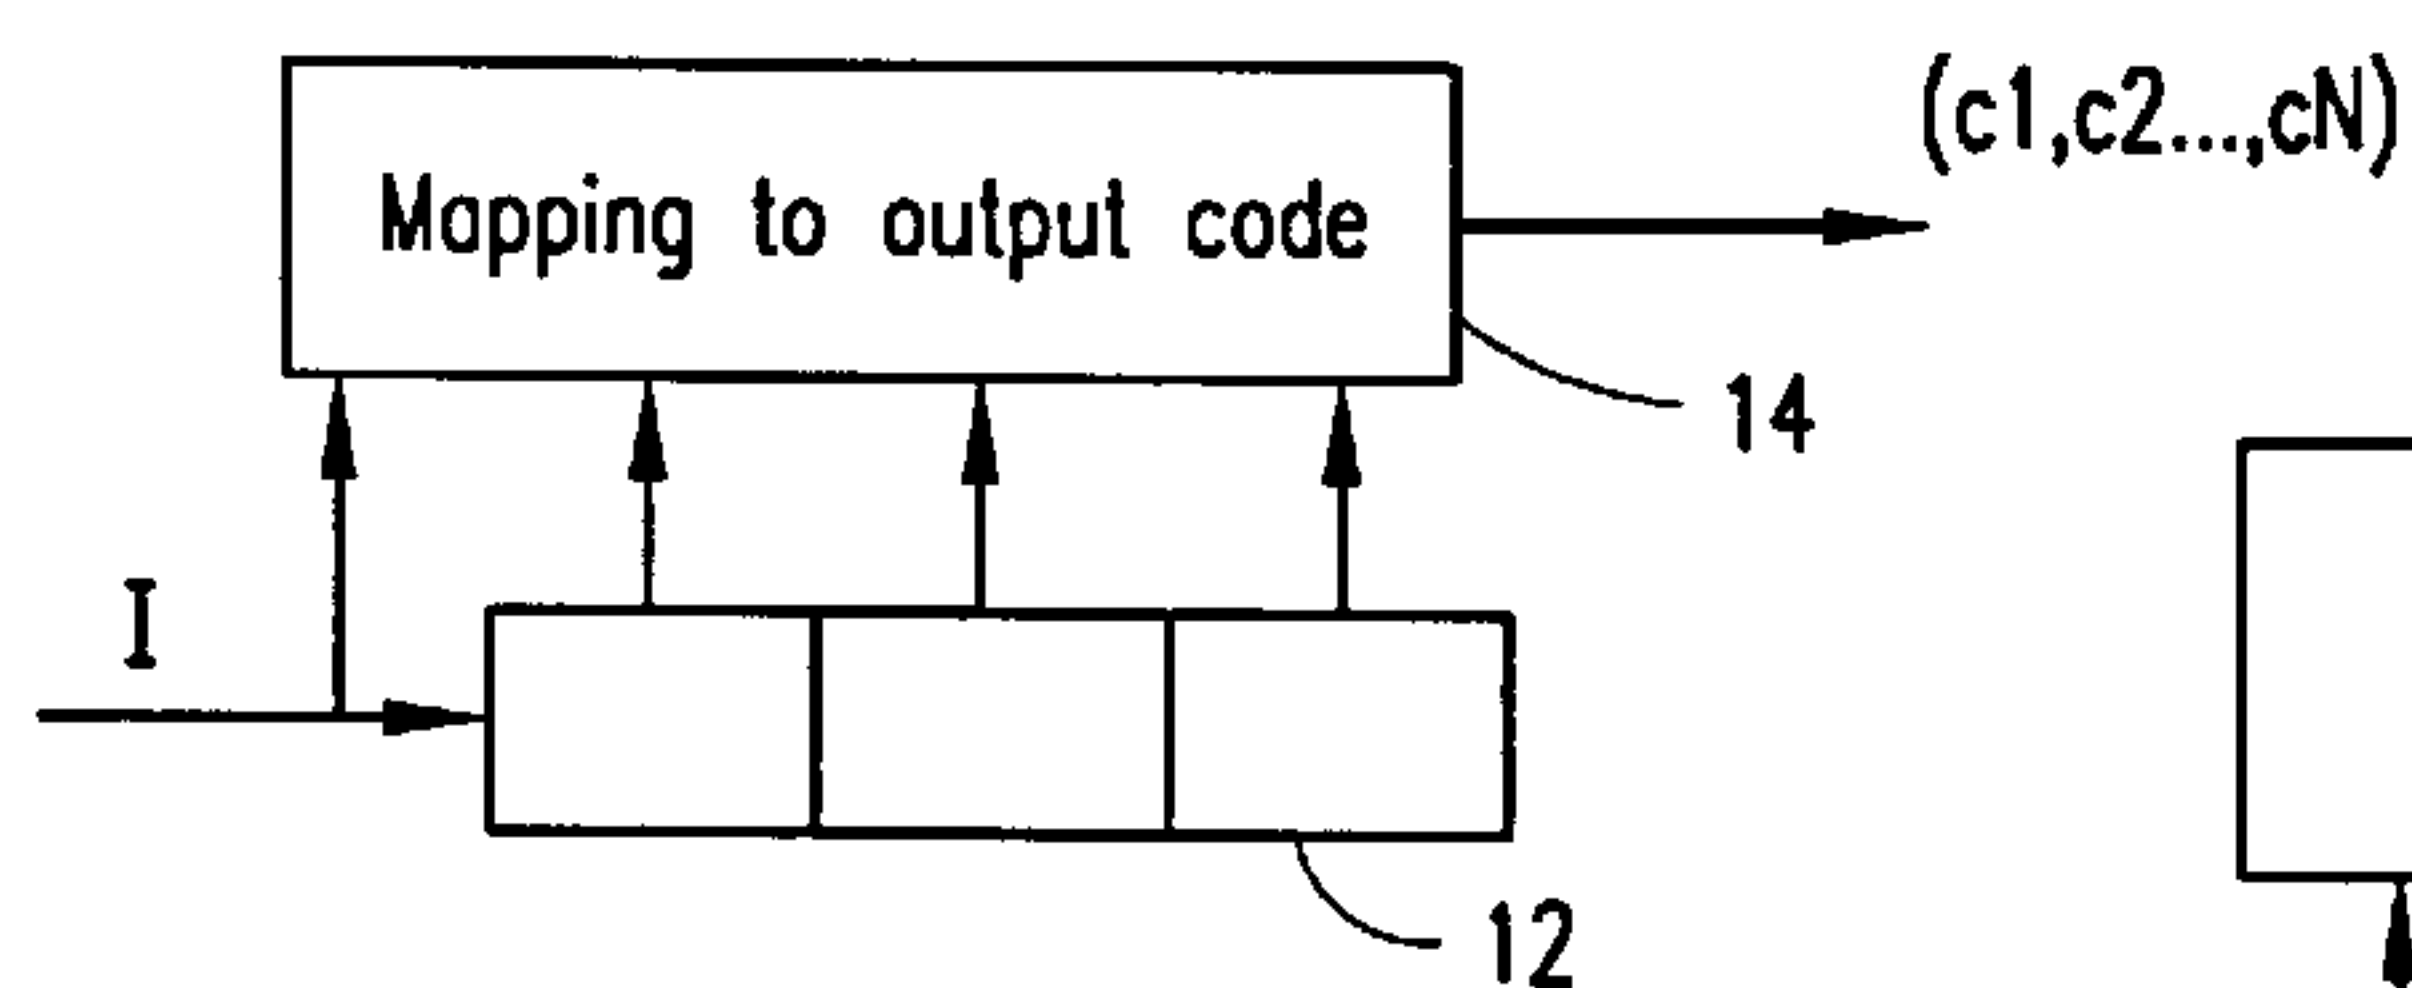 (c1,c2...,cN)
Mapping to output code
14
I
12